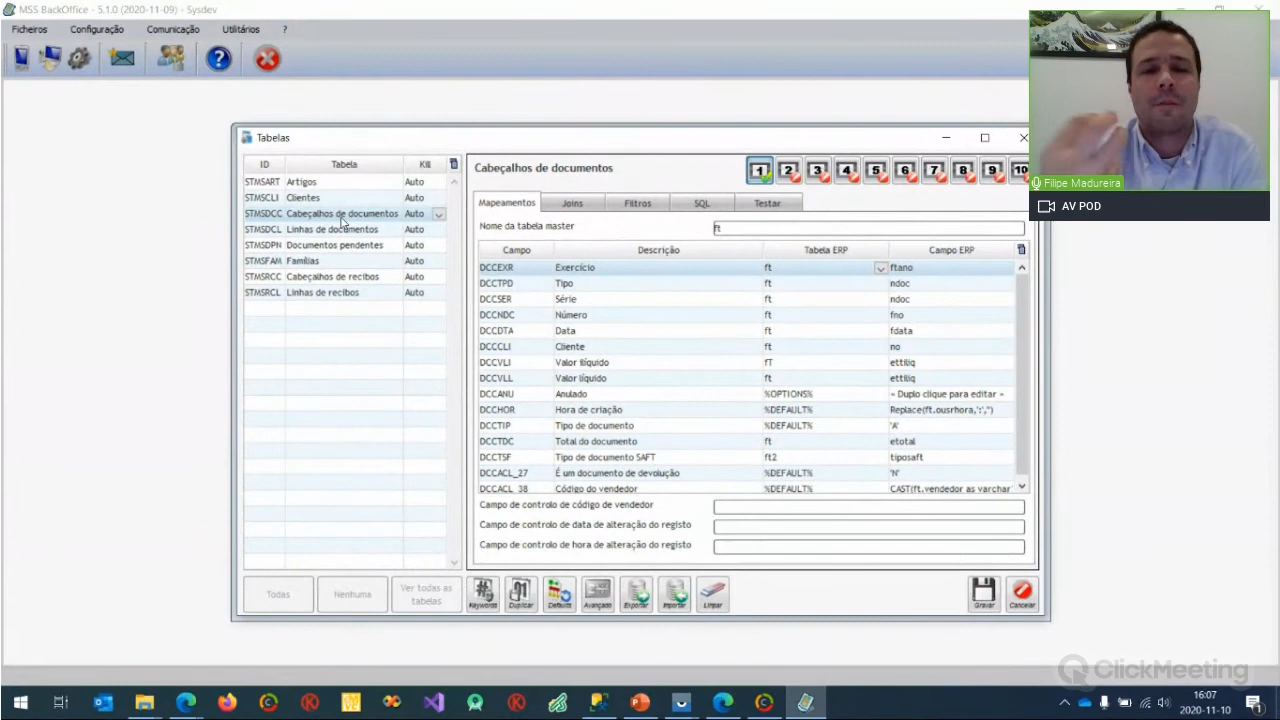 MSS BackOffice - 5.1.0 (2020-11-09) - Sysdev
Ficheiros Configuração Comunicação Utilitários ?
Filipe Madureira
AV POD
Tabelas
ID Tabela Kill
STMSART Artigos Auto
STMSCLI Clientes Auto
STMSDCC Cabeçalhos de documentos Auto
STMSDCL Linhas de documentos Auto
STMSDPN Documentos pendentes Auto
STMSFAM Famílias Auto
STMSRCC Cabeçalhos de recibos Auto
STMSRCL Linhas de recibos Auto
Todas Nenhuma Ver todas as tabelas
Cabeçalhos de documentos
1 2 3 4 5 6 7 8 9 10
Mapeamentos Joins Filtros SQL Testar
Nome da tabela master ft
Campo Descrição Tabela ERP Campo ERP
DCCEXR Exercício ft ftano
DCCTPD Tipo ft ndoc
DCCSER Série ft ndoc
DCCNDC Número ft fno
DCCDTA Data ft fdata
DCCCLI Cliente ft no
DCCVLI Valor ilíquido fT ettiliq
DCCVLL Valor líquido ft ettiliq
DCCANU Anulado %OPTIONS% = Duplo clique para editar =
DCCHOR Hora de criação %DEFAULT% Replace(ft.ousrhora,':','')
DCCTIP Tipo de documento %DEFAULT% 'A'
DCCTDC Total do documento ft etotal
DCCTSF Tipo de documento SAFT ft2 tiposaft
DCCACL_27 É um documento de devolução %DEFAULT% 'N'
DCCACL_38 Código do vendedor %DEFAULT% CAST(ft.vendedor as varchar
Campo de controlo de código de vendedor
Campo de controlo de data de alteração do registo
Campo de controlo de hora de alteração do registo
Keywords Duplicar Defaults Avançado Exportar Importar Limpar Gravar Cancelar
ClickMeeting
16:07
2020-11-10